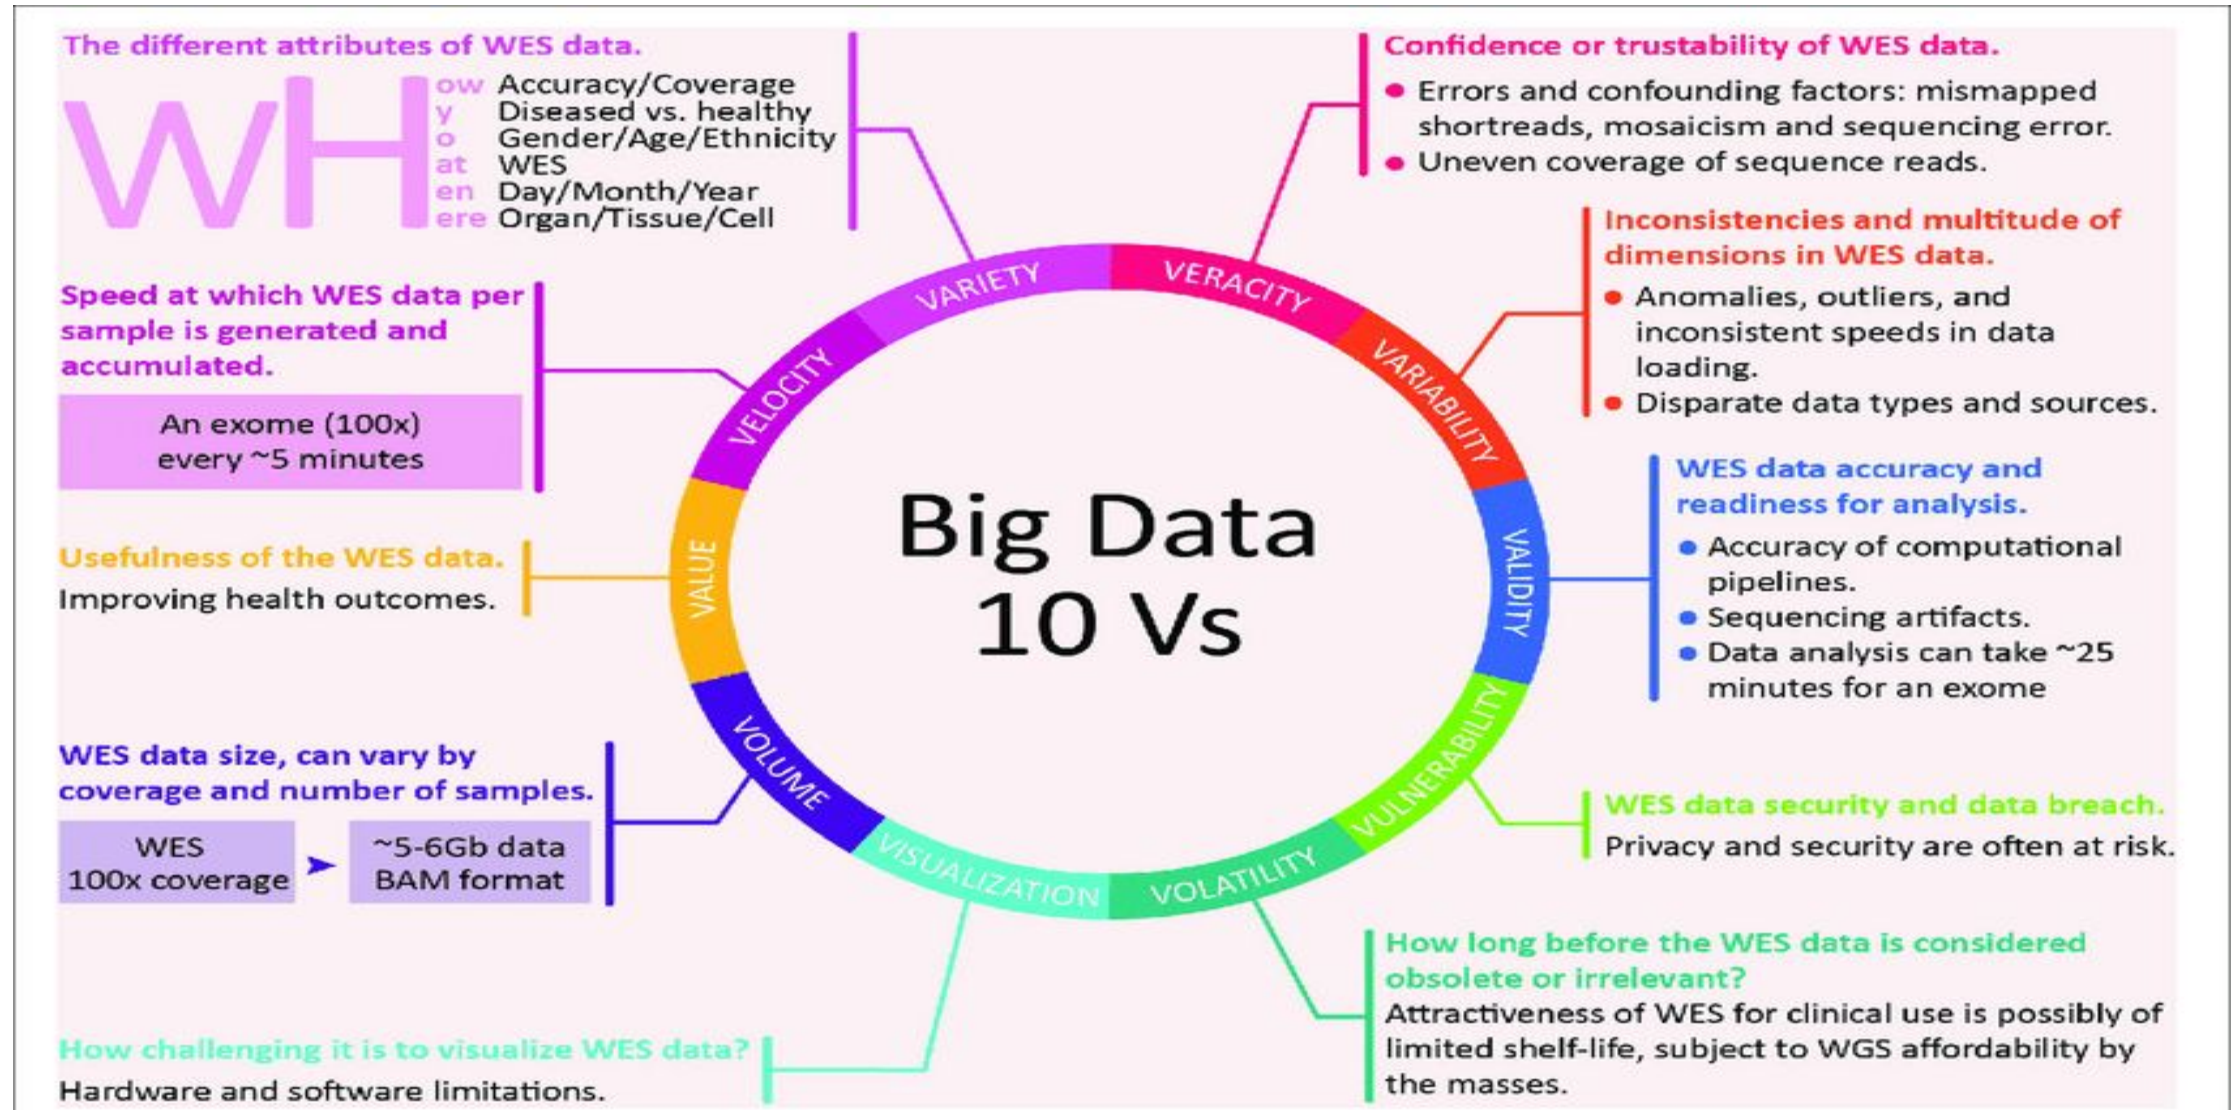 The different attributes of WES data.
WH
ow Accuracy/Coverage
y Diseased vs. healthy
o Gender/Age/Ethnicity
at WES
en Day/Month/Year
ere Organ/Tissue/Cell
Speed at which WES data per
sample is generated and
accumulated.
An exome (100x)
every ~5 minutes
Usefulness of the WES data.
Improving health outcomes.
WES data size, can vary by
coverage and number of samples.
WES
100x coverage
~5-6Gb data
BAM format
How challenging it is to visualize WES data?
Hardware and software limitations.
Big Data
10 Vs
VARIETY
VERACITY
VARIABILITY
VALIDITY
VULNERABILITY
VOLATILITY
VISUALIZATION
VOLUME
VALUE
VELOCITY
Confidence or trustability of WES data.
• Errors and confounding factors: mismapped
shortreads, mosaicism and sequencing error.
• Uneven coverage of sequence reads.
Inconsistencies and multitude of
dimensions in WES data.
• Anomalies, outliers, and
inconsistent speeds in data
loading.
• Disparate data types and sources.
WES data accuracy and
readiness for analysis.
• Accuracy of computational
pipelines.
• Sequencing artifacts.
• Data analysis can take ~25
minutes for an exome
WES data security and data breach.
Privacy and security are often at risk.
How long before the WES data is considered
obsolete or irrelevant?
Attractiveness of WES for clinical use is possibly of
limited shelf-life, subject to WGS affordability by
the masses.